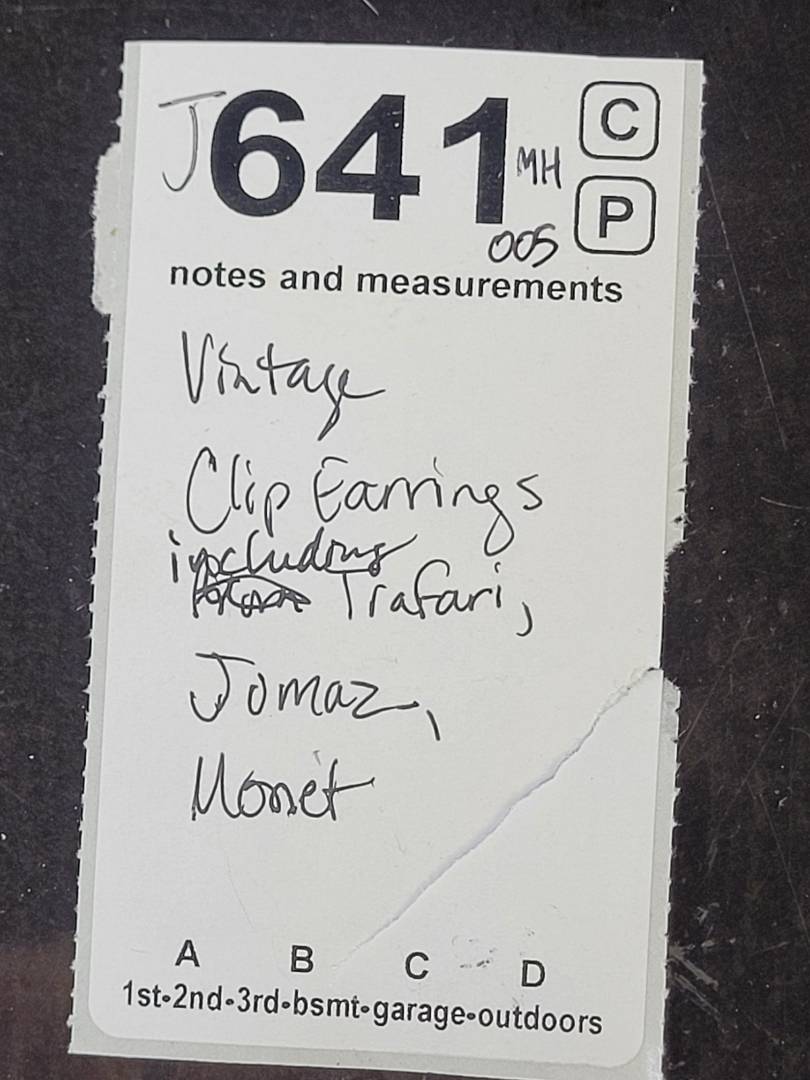 J641 MH C
005 P
notes and measurements
Vintage
Clip Earrings
including
Trafari,
Jomaz,
Monet
A B C D
1st-2nd-3rd-bsmt-garage-outdoors